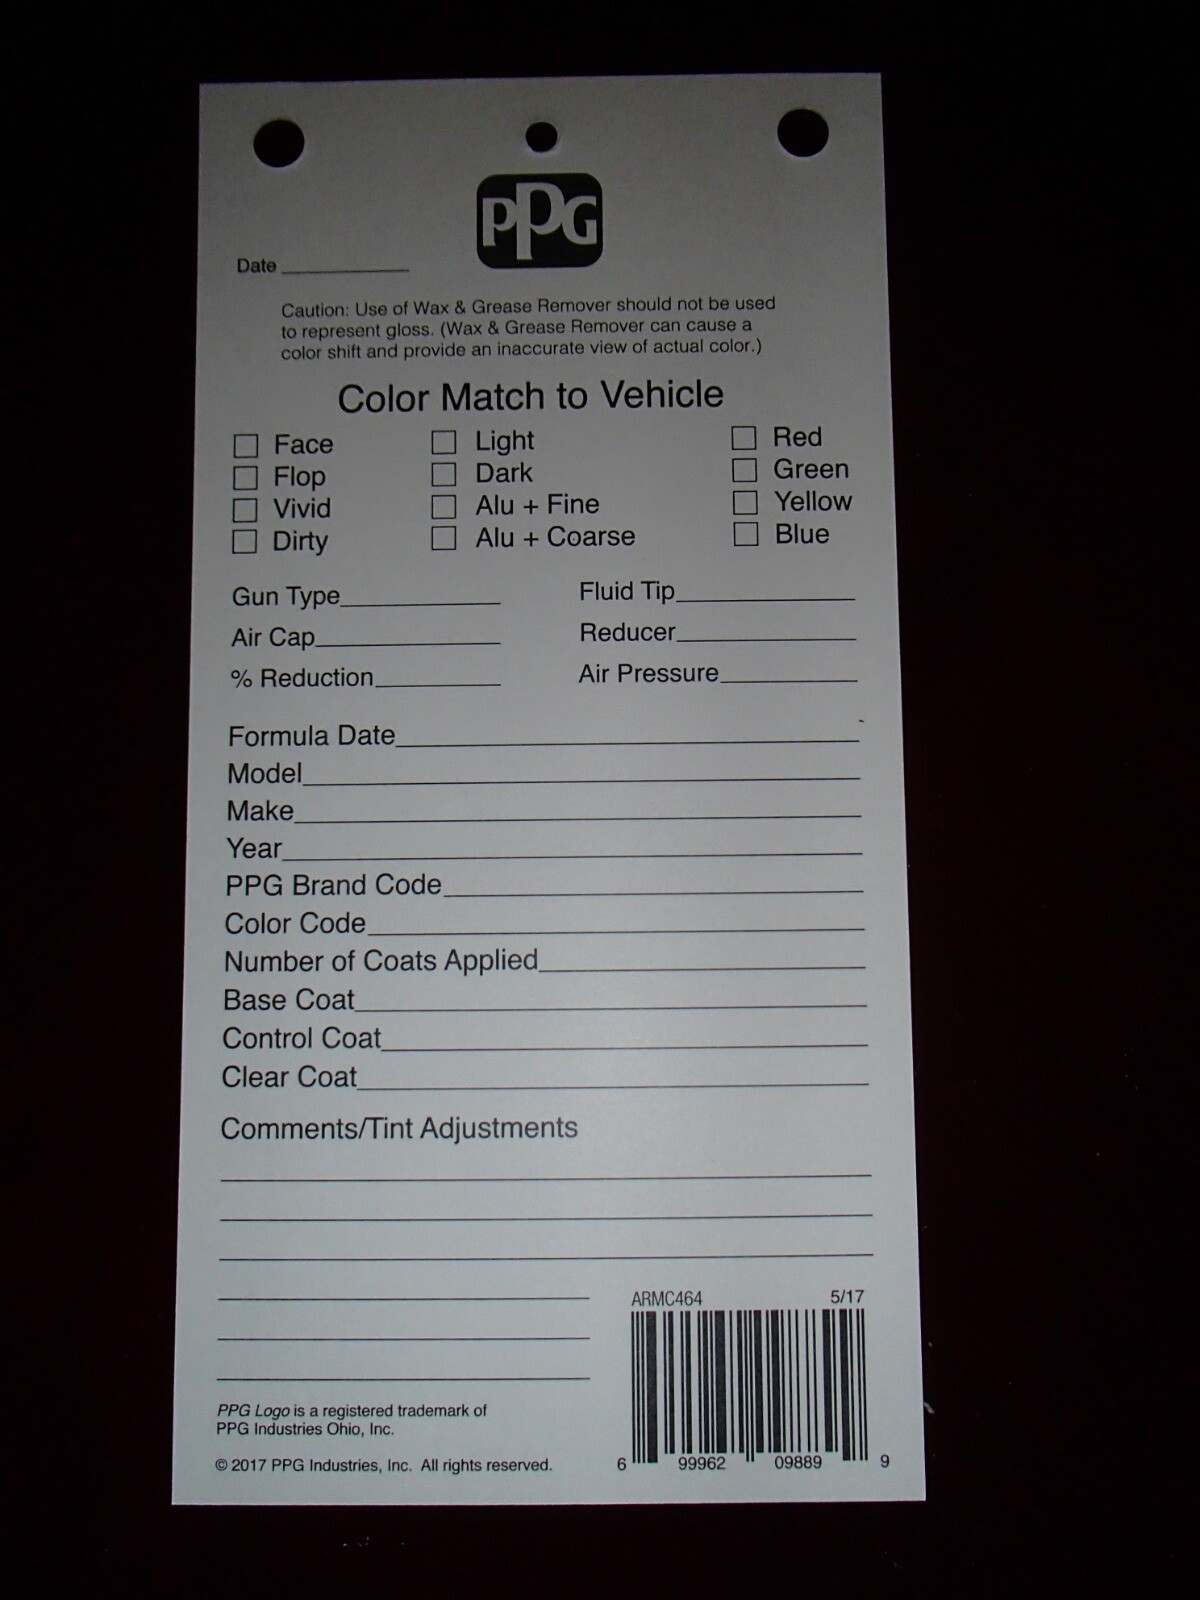 PPG
Date
Caution: Use of Wax & Grease Remover should not be used
to represent gloss. (Wax & Grease Remover can cause a
color shift and provide an inaccurate view of actual color.)
Color Match to Vehicle
Face Light Red
Flop Dark Green
Vivid Alu + Fine Yellow
Dirty Alu + Coarse Blue
Gun Type Fluid Tip
Air Cap Reducer
% Reduction Air Pressure
Formula Date
Model
Make
Year
PPG Brand Code
Color Code
Number of Coats Applied
Base Coat
Control Coat
Clear Coat
Comments/Tint Adjustments
ARMC464 5/17
PPG Logo is a registered trademark of
PPG Industries Ohio, Inc.
© 2017 PPG Industries, Inc. All rights reserved.
6 99962 09889 9